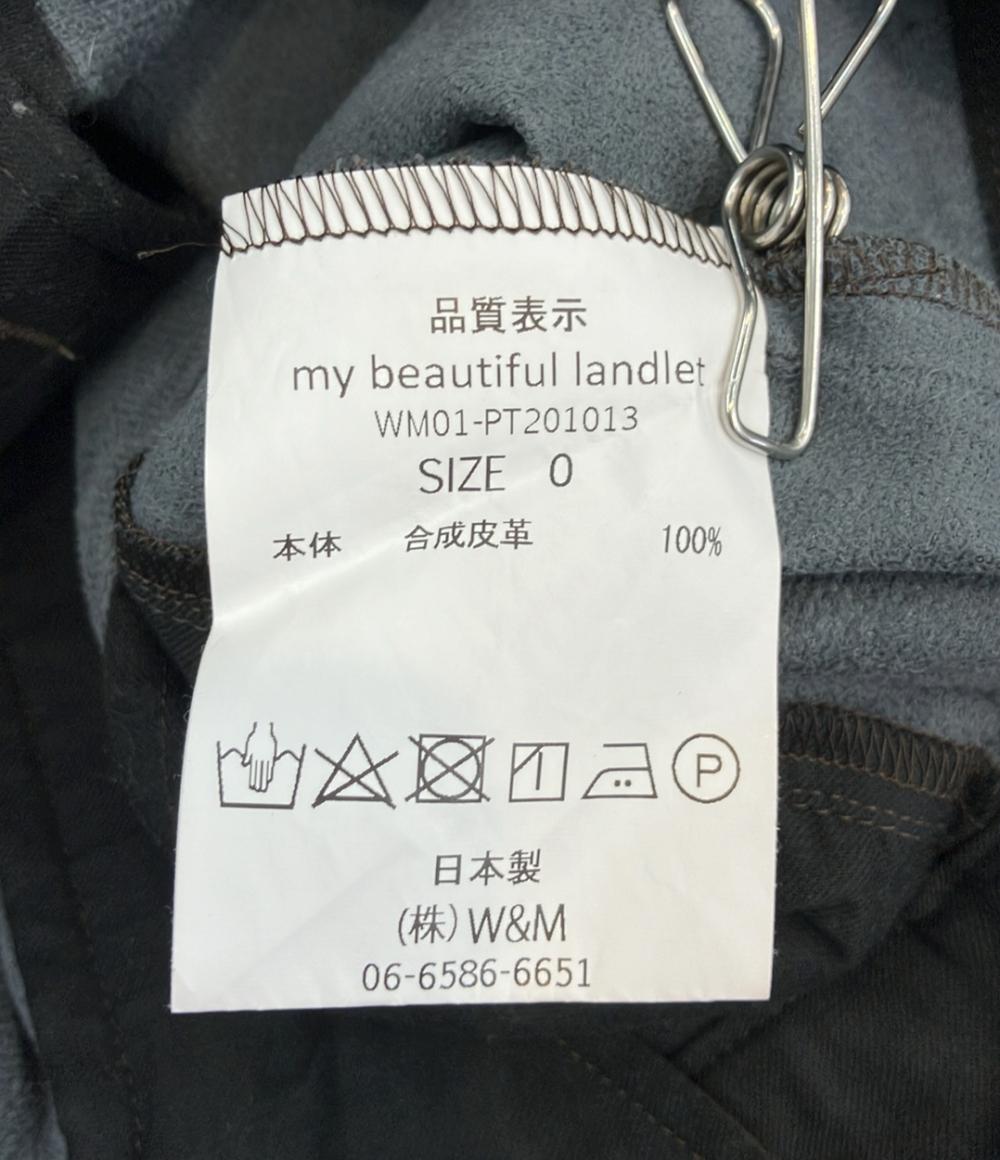 品質表示
my beautiful landlet
WM01-PT201013
SIZE 0
本体 合成皮革 100%
P
日本製
(株)W&M
06-6586-6651